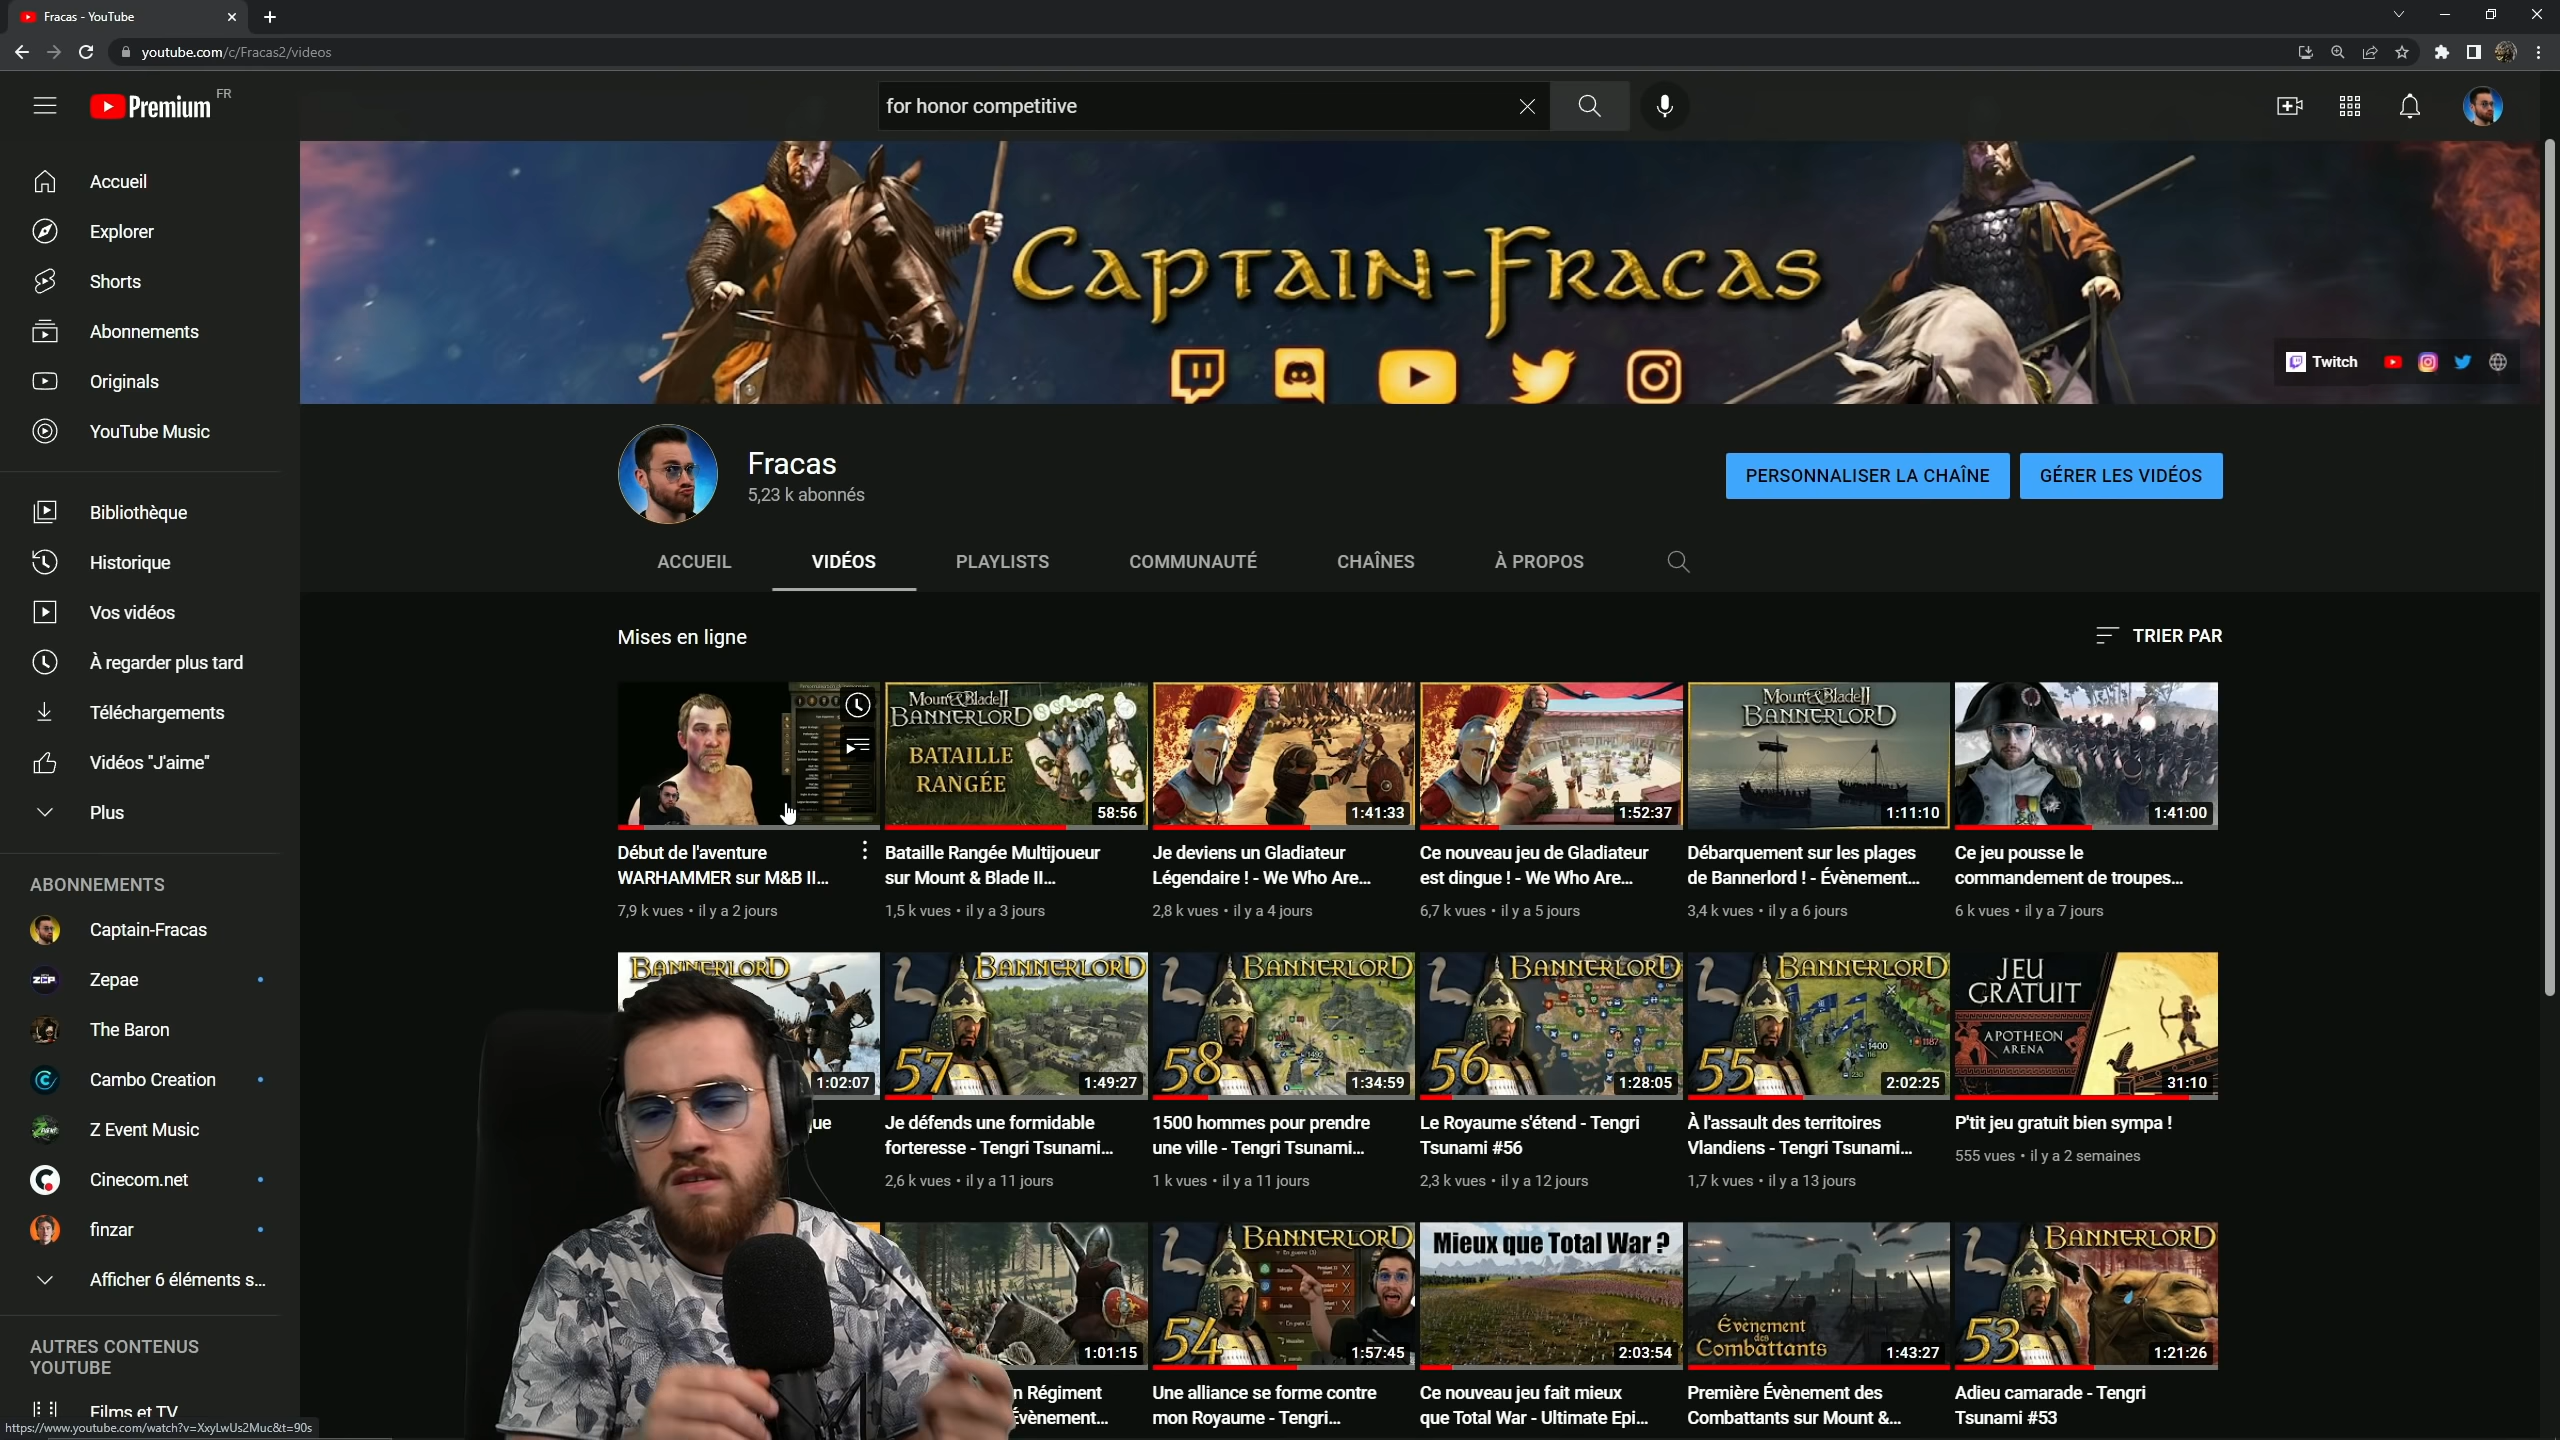 Fracas - YouTube
youtube.com/c/Fracas2/videos
Premium FR
for honor competitive
Accueil
Explorer
Shorts
Abonnements
Originals
YouTube Music
Bibliothèque
Historique
Vos vidéos
À regarder plus tard
Téléchargements
Vidéos "J'aime"
Plus
ABONNEMENTS
Captain-Fracas
Zepae
The Baron
Cambo Creation
Z Event Music
Cinecom.net
finzar
Afficher 6 éléments s...
AUTRES CONTENUS
YOUTUBE
Films et TV
https://www.youtube.com/watch?v=XxyLwUs2Muc&t=90s
CAPTAIN-FRACAS
Twitch
Fracas
5,23 k abonnés
PERSONNALISER LA CHAÎNE
GÉRER LES VIDÉOS
ACCUEIL
VIDÉOS
PLAYLISTS
COMMUNAUTÉ
CHAÎNES
À PROPOS
Mises en ligne
TRIER PAR
Début de l'aventure
WARHAMMER sur M&B II...
7,9 k vues • il y a 2 jours
Mount & Blade II
BANNERLORD
BATAILLE
RANGÉE
58:56
Bataille Rangée Multijoueur
sur Mount & Blade II...
1,5 k vues • il y a 3 jours
1:41:33
Je deviens un Gladiateur
Légendaire ! - We Who Are...
2,8 k vues • il y a 4 jours
1:52:37
Ce nouveau jeu de Gladiateur
est dingue ! - We Who Are...
6,7 k vues • il y a 5 jours
Mount & Blade II
BANNERLORD
1:11:10
Débarquement sur les plages
de Bannerlord ! - Évènement...
3,4 k vues • il y a 6 jours
1:41:00
Ce jeu pousse le
commandement de troupes...
6 k vues • il y a 7 jours
BANNERLORD
1:02:07
BANNERLORD
57
1:49:27
Je défends une formidable
forteresse - Tengri Tsunami...
2,6 k vues • il y a 11 jours
BANNERLORD
58
1:34:59
1500 hommes pour prendre
une ville - Tengri Tsunami...
1 k vues • il y a 11 jours
BANNERLORD
56
1:28:05
Le Royaume s'étend - Tengri
Tsunami #56
2,3 k vues • il y a 12 jours
BANNERLORD
55
1400
2:02:25
À l'assaut des territoires
Vlandiens - Tengri Tsunami...
1,7 k vues • il y a 13 jours
JEU
GRATUIT
APOTHEON
ARENA
31:10
P'tit jeu gratuit bien sympa !
555 vues • il y a 2 semaines
1:01:15
n Régiment
Évènement...
BANNERLORD
54
1:57:45
Une alliance se forme contre
mon Royaume - Tengri...
Mieux que Total War ?
2:03:54
Ce nouveau jeu fait mieux
que Total War - Ultimate Epi...
Évènement
des
Combattants
1:43:27
Première Évènement des
Combattants sur Mount &...
BANNERLORD
53
1:21:26
Adieu camarade - Tengri
Tsunami #53